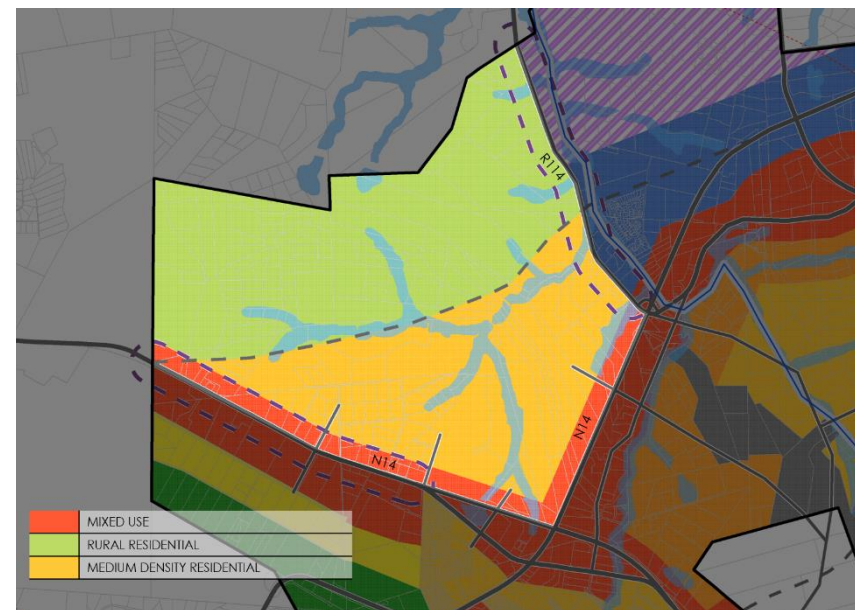 R114
N14
N14
MIXED USE
RURAL RESIDENTIAL
MEDIUM DENSITY RESIDENTIAL